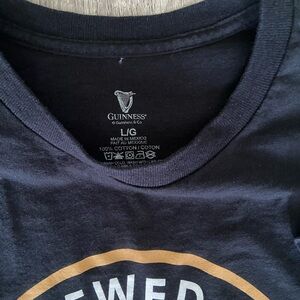 GUINNESS
© Guinness & Co.
L/G
MADE IN MEXICO
FAIT AU MEXIQUE
100% COTTON / COTON
EWED